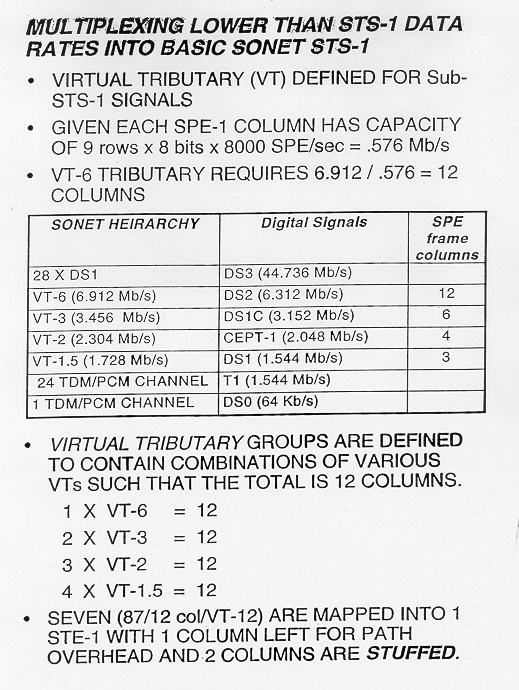 MULTIPLEXING LOWER THAN STS-1 DATA
RATES INTO BASIC SONET STS-1
• VIRTUAL TRIBUTARY (VT) DEFINED FOR Sub-
STS-1 SIGNALS
• GIVEN EACH SPE-1 COLUMN HAS CAPACITY
OF 9 rows x 8 bits x 8000 SPE/sec = .576 Mb/s
• VT-6 TRIBUTARY REQUIRES 6.912 / .576 = 12
COLUMNS
SONET HEIRARCHY Digital Signals SPE
frame
columns
28 X DS1 DS3 (44.736 Mb/s)
VT-6 (6.912 Mb/s) DS2 (6.312 Mb/s) 12
VT-3 (3.456 Mb/s) DS1C (3.152 Mb/s) 6
VT-2 (2.304 Mb/s) CEPT-1 (2.048 Mb/s) 4
VT-1.5 (1.728 Mb/s) DS1 (1.544 Mb/s) 3
24 TDM/PCM CHANNEL T1 (1.544 Mb/s)
1 TDM/PCM CHANNEL DS0 (64 Kb/s)
• VIRTUAL TRIBUTARY GROUPS ARE DEFINED
TO CONTAIN COMBINATIONS OF VARIOUS
VTs SUCH THAT THE TOTAL IS 12 COLUMNS.
1 X VT-6 = 12
2 X VT-3 = 12
3 X VT-2 = 12
4 X VT-1.5 = 12
• SEVEN (87/12 col/VT-12) ARE MAPPED INTO 1
STE-1 WITH 1 COLUMN LEFT FOR PATH
OVERHEAD AND 2 COLUMNS ARE STUFFED.